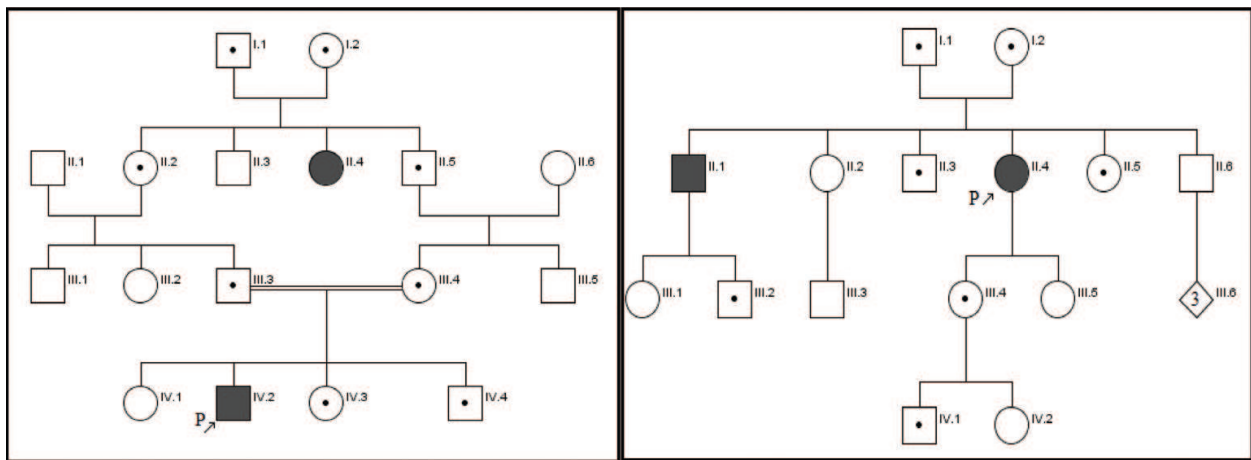 I.1 I.2
II.1 II.2 II.3 II.4 II.5 II.6
III.1 III.2 III.3 III.4 III.5
IV.1 IV.2 IV.3 IV.4
P
I.1 I.2
II.1 II.2 II.3 II.4 II.5 II.6
P
III.1 III.2 III.3 III.4 III.5 3 III.6
IV.1 IV.2